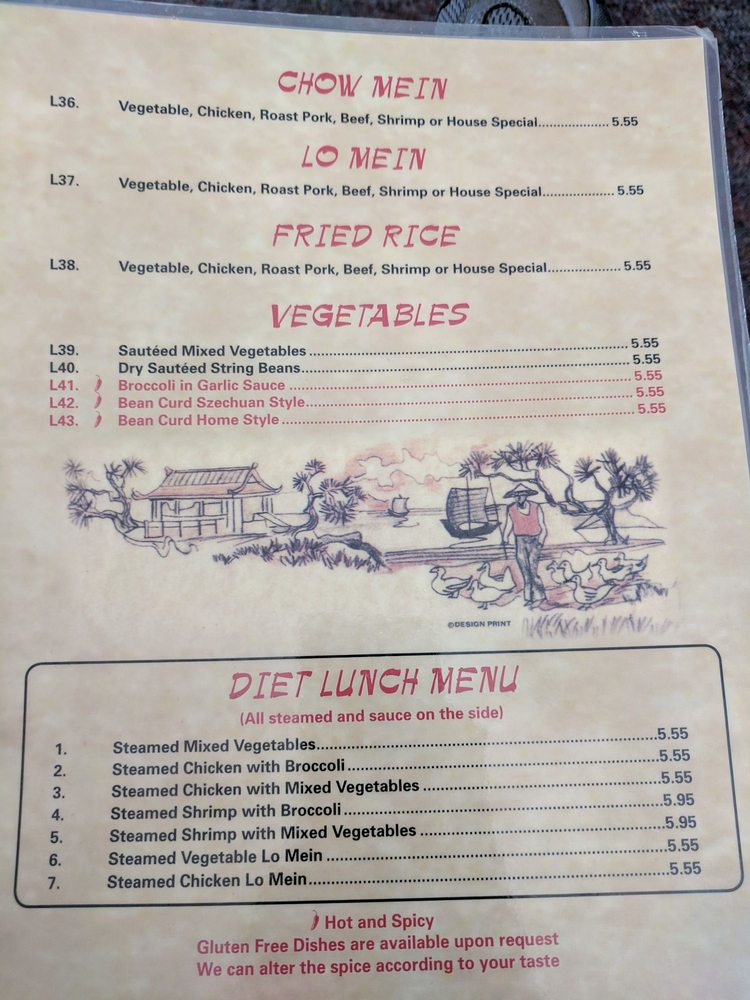 CHOW MEIN
L36. Vegetable, Chicken, Roast Pork, Beef, Shrimp or House Special.................. 5.55
LO MEIN
L37. Vegetable, Chicken, Roast Pork, Beef, Shrimp or House Special.................. 5.55
FRIED RICE
L38. Vegetable, Chicken, Roast Pork, Beef, Shrimp or House Special.................. 5.55
VEGETABLES
L39. Sautéed Mixed Vegetables.................. 5.55
L40. Dry Sautéed String Beans.................. 5.55
L41. Broccoli in Garlic Sauce.................. 5.55
L42. Bean Curd Szechuan Style.................. 5.55
L43. Bean Curd Home Style.................. 5.55
©DESIGN PRINT
DIET LUNCH MENU
(All steamed and sauce on the side)
1. Steamed Mixed Vegetables..................5.55
2. Steamed Chicken with Broccoli..................5.55
3. Steamed Chicken with Mixed Vegetables ..................5.55
4. Steamed Shrimp with Broccoli..................5.95
5. Steamed Shrimp with Mixed Vegetables ..................5.95
6. Steamed Vegetable Lo Mein ..................5.55
7. Steamed Chicken Lo Mein..................5.55
Hot and Spicy
Gluten Free Dishes are available upon request
We can alter the spice according to your taste